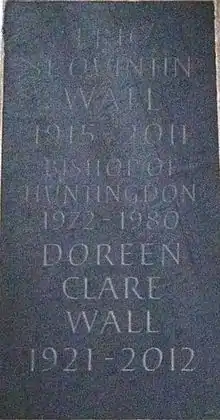 ERIC
ST QUINTIN
WALL
1915 - 2011
BISHOP OF
HUNTINGDON
1972 - 1980
DOREEN
CLARE
WALL
1921 - 2012